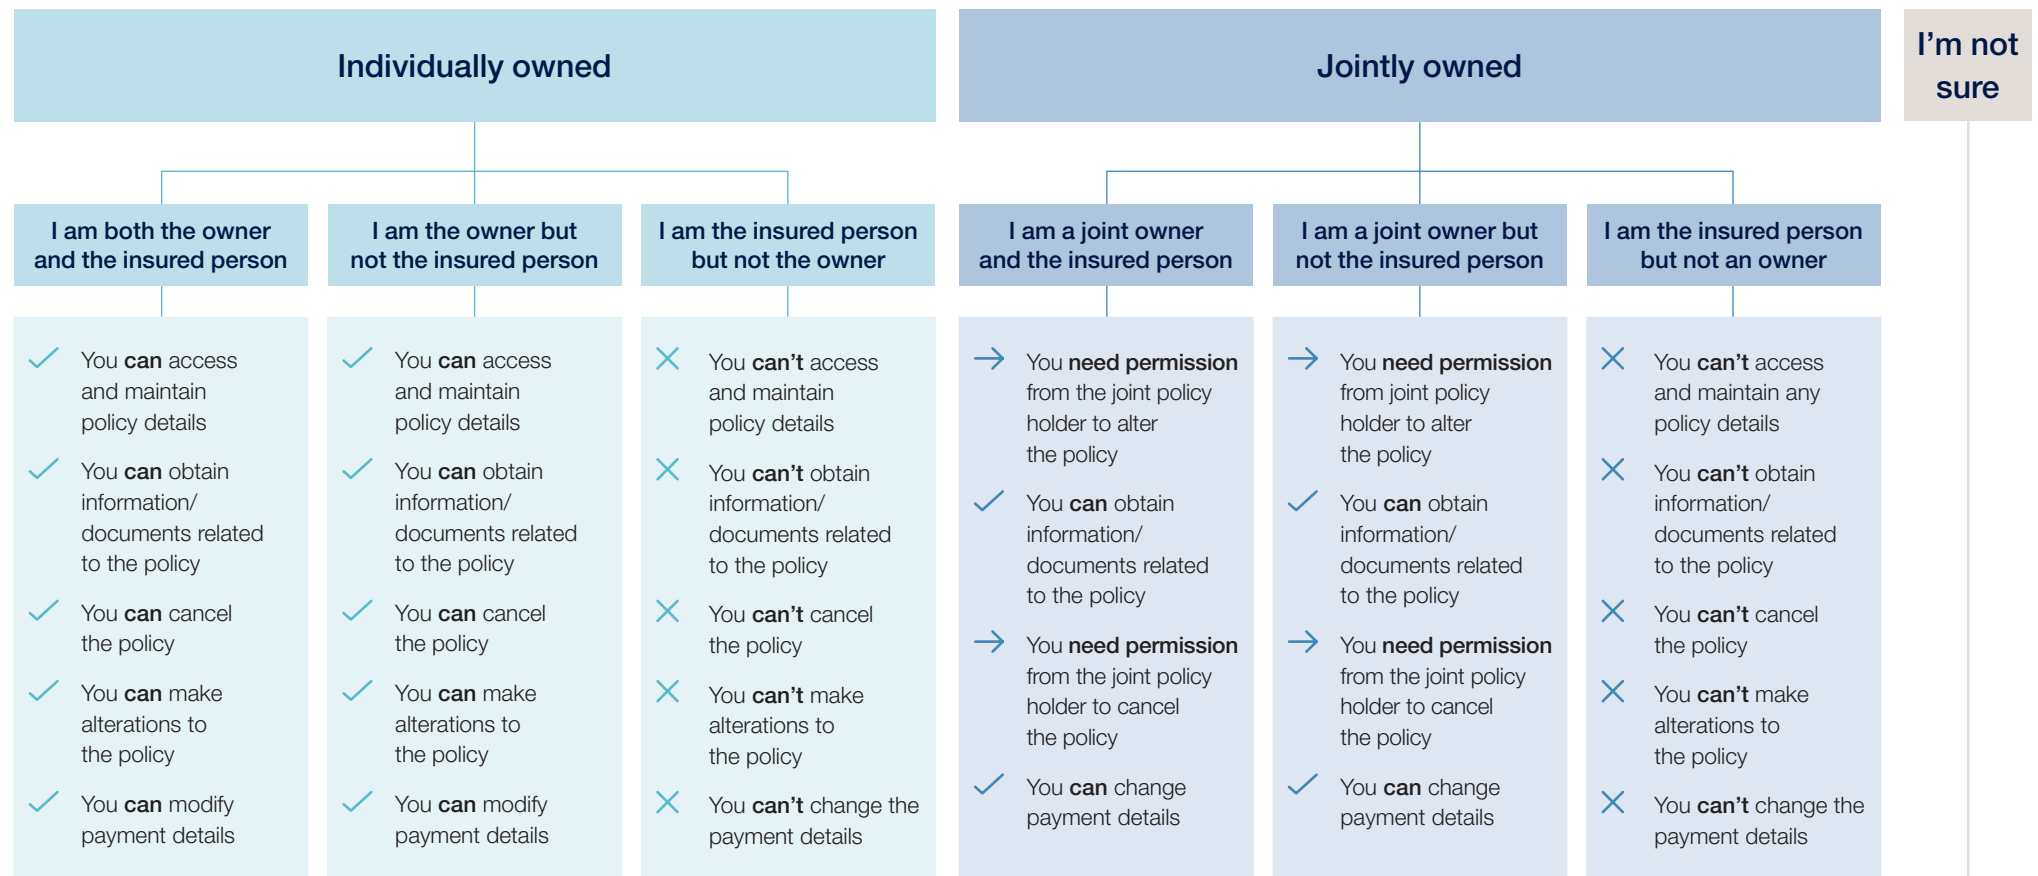 Individually owned
Jointly owned
I’m not
sure
I am both the owner
and the insured person
I am the owner but
not the insured person
I am the insured person
but not the owner
I am a joint owner
and the insured person
I am a joint owner but
not the insured person
I am the insured person
but not an owner
You can access
and maintain
policy details
You can obtain
information/
documents related
to the policy
You can cancel
the policy
You can make
alterations to
the policy
You can modify
payment details
You can access
and maintain
policy details
You can obtain
information/
documents related
to the policy
You can cancel
the policy
You can make
alterations to
the policy
You can modify
payment details
You can’t access
and maintain
policy details
You can’t obtain
information/
documents related
to the policy
You can’t cancel
the policy
You can’t make
alterations to
the policy
You can’t change the
payment details
You need permission
from the joint policy
holder to alter
the policy
You can obtain
information/
documents related
to the policy
You need permission
from the joint policy
holder to cancel
the policy
You can change
payment details
You need permission
from joint policy
holder to alter
the policy
You can obtain
information/
documents related
to the policy
You need permission
from the joint policy
holder to cancel
the policy
You can change
payment details
You can’t access
and maintain any
policy details
You can’t obtain
information/
documents related
to the policy
You can’t cancel
the policy
You can’t make
alterations to
the policy
You can’t change the
payment details